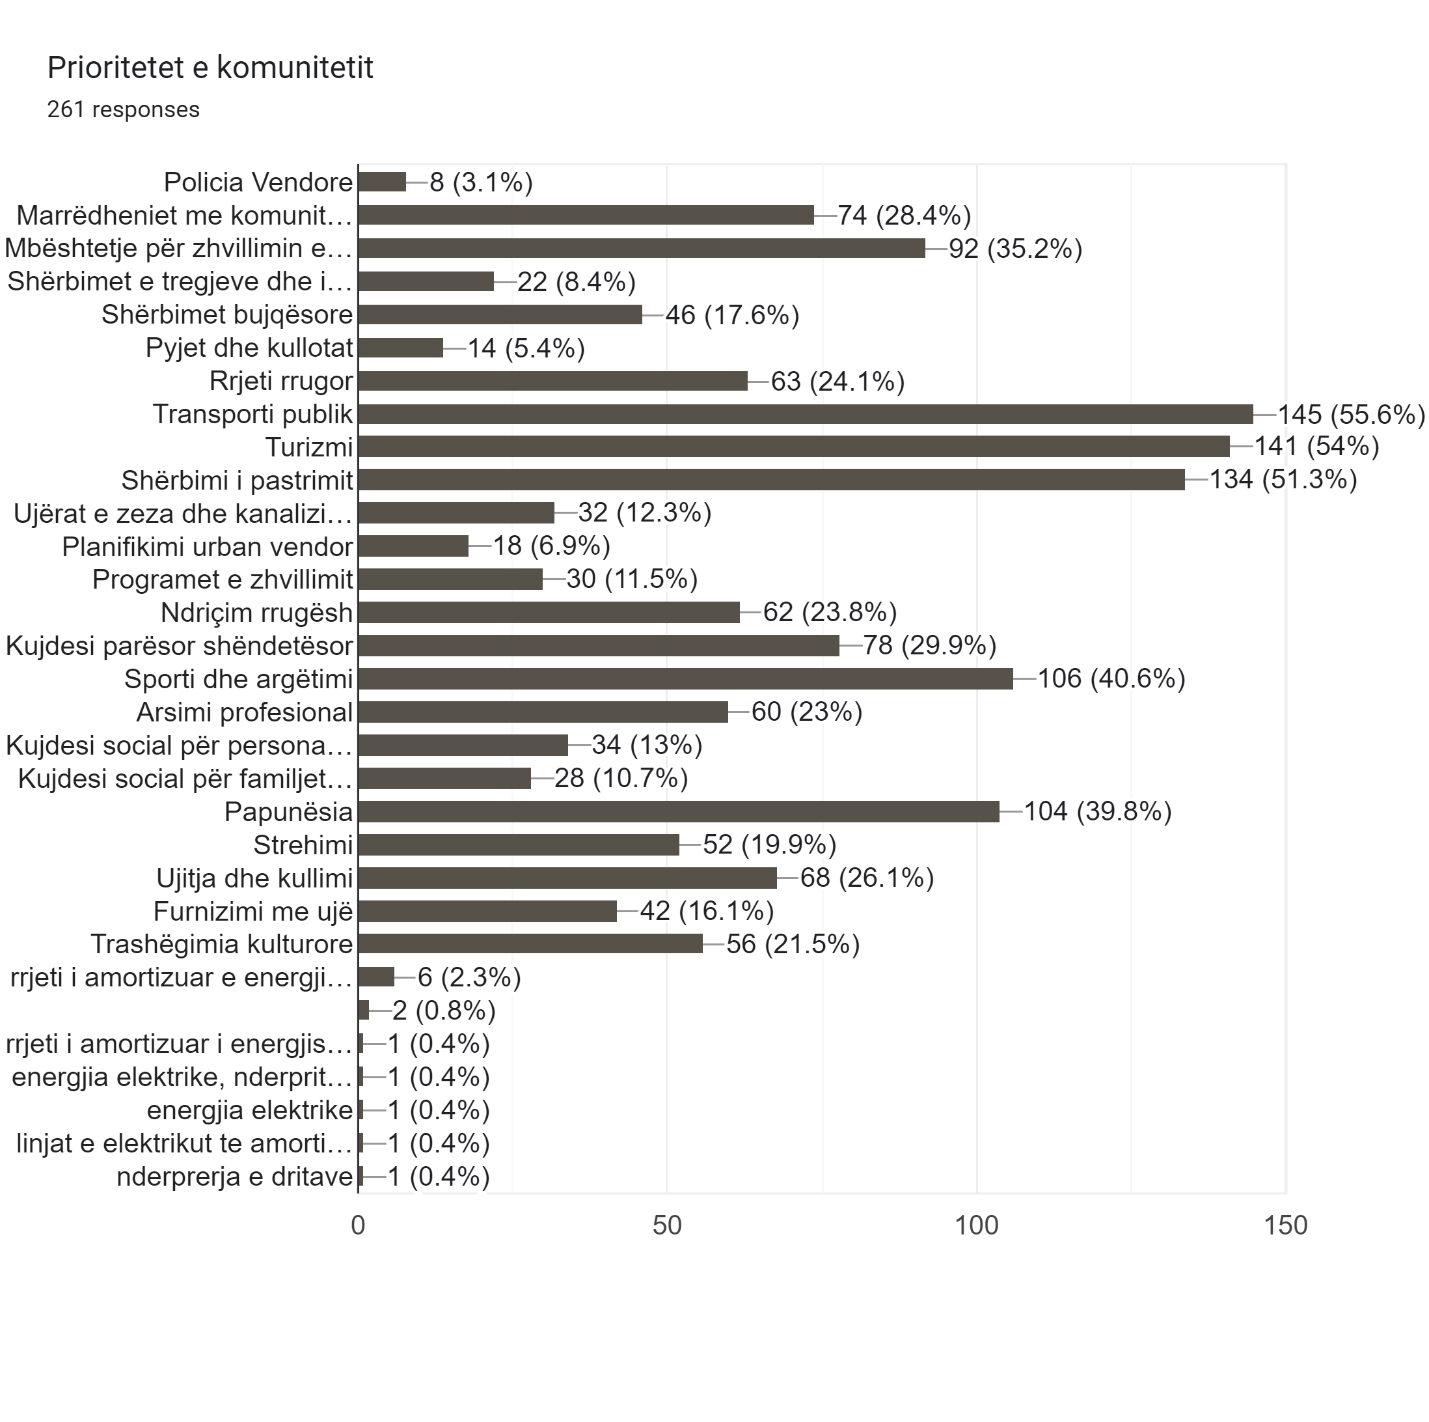 Prioritetet e komunitetit
261 responses
Policia Vendore 8 (3.1%)
Marrëdheniet me komunit… 74 (28.4%)
Mbështetje për zhvillimin e… 92 (35.2%)
Shërbimet e tregjeve dhe i… 22 (8.4%)
Shërbimet bujqësore 46 (17.6%)
Pyjet dhe kullotat 14 (5.4%)
Rrjeti rrugor 63 (24.1%)
Transporti publik 145 (55.6%)
Turizmi 141 (54%)
Shërbimi i pastrimit 134 (51.3%)
Ujërat e zeza dhe kanalizi… 32 (12.3%)
Planifikimi urban vendor 18 (6.9%)
Programet e zhvillimit 30 (11.5%)
Ndriçim rrugësh 62 (23.8%)
Kujdesi parësor shëndetësor 78 (29.9%)
Sporti dhe argëtimi 106 (40.6%)
Arsimi profesional 60 (23%)
Kujdesi social për persona… 34 (13%)
Kujdesi social për familjet… 28 (10.7%)
Papunësia 104 (39.8%)
Strehimi 52 (19.9%)
Ujitja dhe kullimi 68 (26.1%)
Furnizimi me ujë 42 (16.1%)
Trashëgimia kulturore 56 (21.5%)
rrjeti i amortizuar e energji… 6 (2.3%)
2 (0.8%)
rrjeti i amortizuar i energjis… 1 (0.4%)
energjia elektrike, nderprit… 1 (0.4%)
energjia elektrike 1 (0.4%)
linjat e elektrikut te amorti… 1 (0.4%)
nderprerja e dritave 1 (0.4%)
0 50 100 150